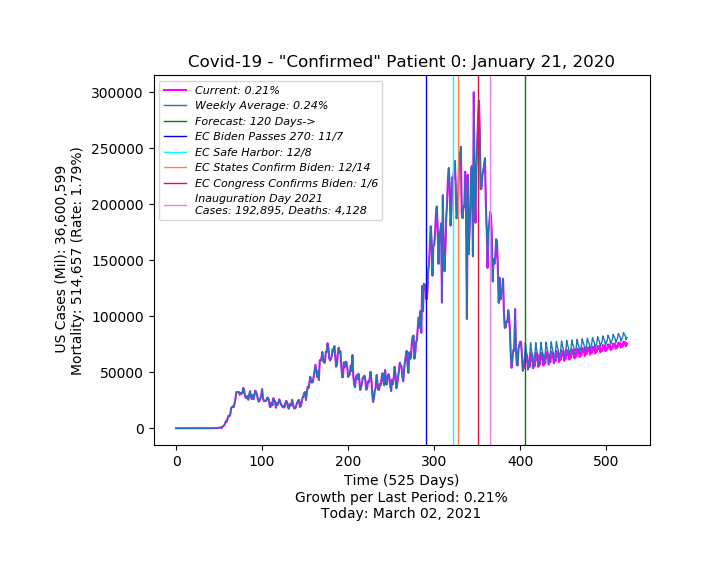 Covid-19 - "Confirmed" Patient 0: January 21, 2020
Current: 0.21%
Weekly Average: 0.24%
Forecast: 120 Days->
EC Biden Passes 270: 11/7
EC Safe Harbor: 12/8
EC States Confirm Biden: 12/14
EC Congress Confirms Biden: 1/6
Inauguration Day 2021
Cases: 192,895, Deaths: 4,128
300000
250000
200000
150000
100000
50000
0
US Cases (Mil): 36,600,599
Mortality: 514,657 (Rate: 1.79%)
0 100 200 300 400 500
Time (525 Days)
Growth per Last Period: 0.21%
Today: March 02, 2021